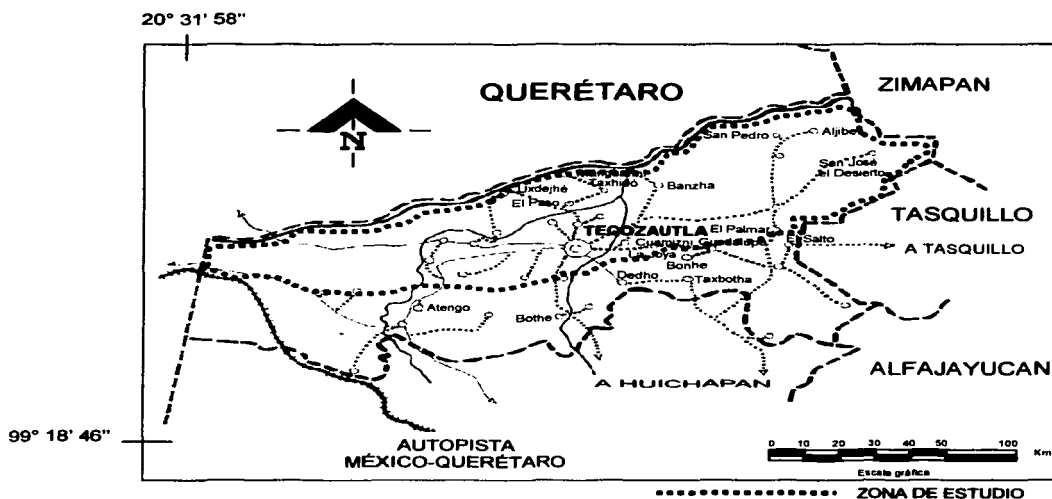 20° 31' 58"
QUERÉTARO
ZIMAPAN
N
San Pedro
Aljibe
San José
el Desierto
Taxhido
Uxdejhé
Banzha
El Paso
TASQUILLO
TECOZAUTLA
El Palmar
Guadalupe
El Salto
A TASQUILLO
Bonhe
Dedho
Taxbotha
Atengo
Bothe
ALFAJAYUCAN
A HUICHAPAN
99° 18' 46"
AUTOPISTA
MÉXICO-QUERÉTARO
0 10 20 30 40 50 100
Km
Escala gráfica
ZONA DE ESTUDIO